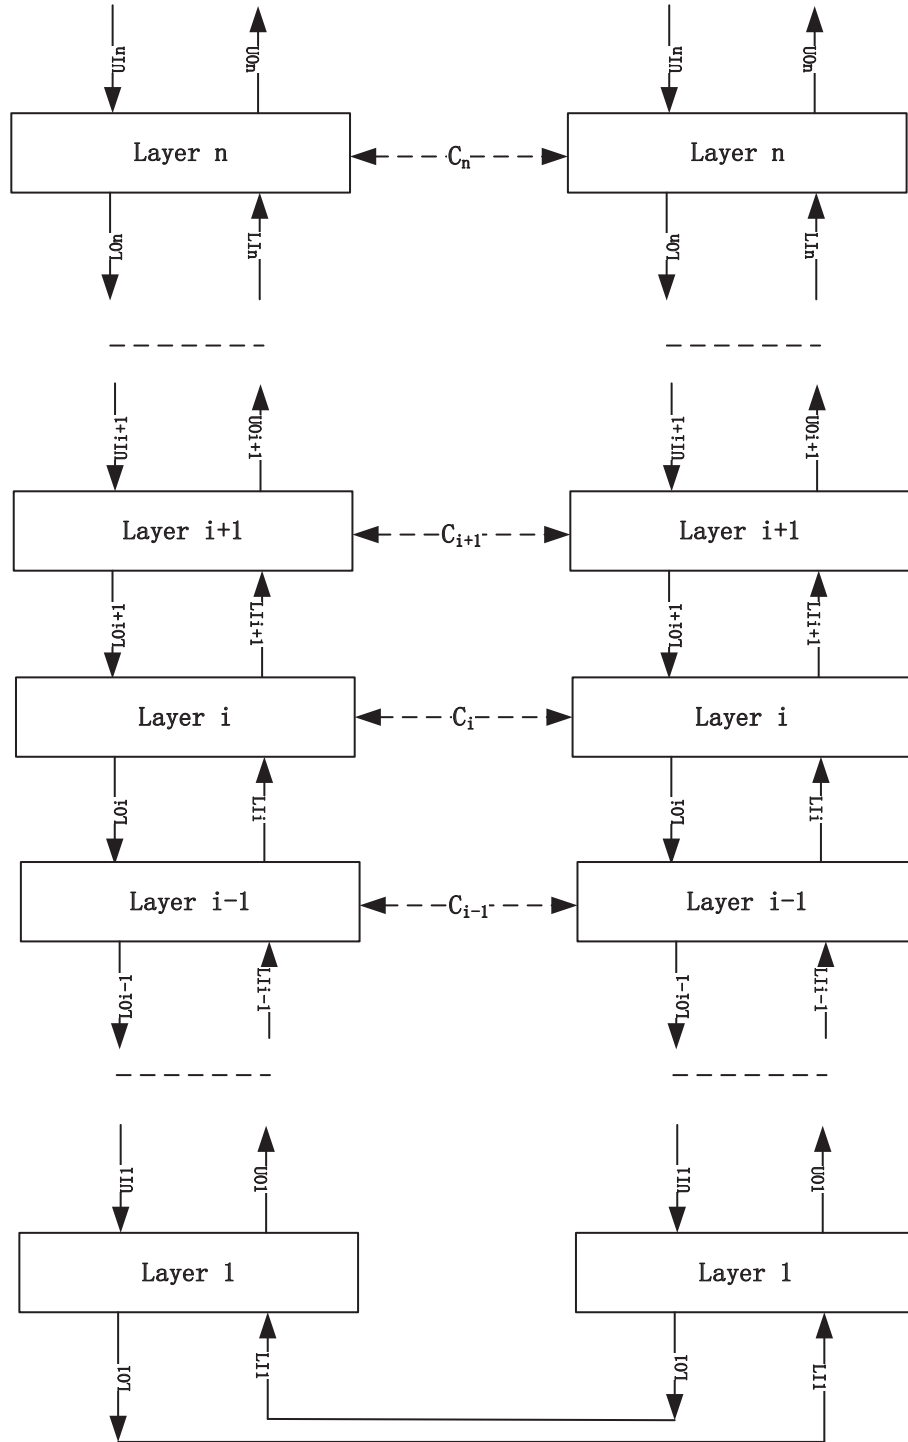 UIn UOn UIn UOn
Layer n Cn Layer n
LOn LIn LOn LIn
UIi+1 UOi+1 UIi+1 UOi+1
Layer i+1 Ci+1 Layer i+1
LOi+1 LIi+1 LOi+1 LIi+1
Layer i Ci Layer i
LOi LIi LOi LIi
Layer i-1 Ci-1 Layer i-1
LOi-1 LIi-1 LOi-1 LIi-1
UI1 UO1 UI1 UO1
Layer 1 Layer 1
LO1 LI1 LO1 LI1